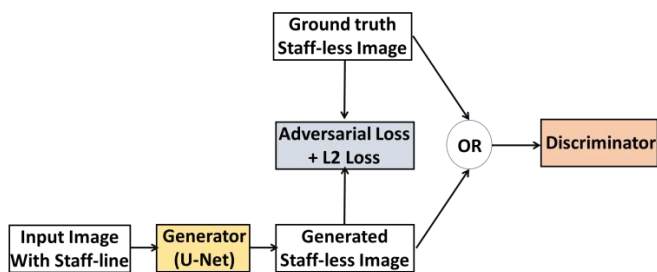 Ground truth
Staff-less Image
Adversarial Loss
+ L2 Loss
OR
Discriminator
Input Image
With Staff-line
Generator
(U-Net)
Generated
Staff-less Image